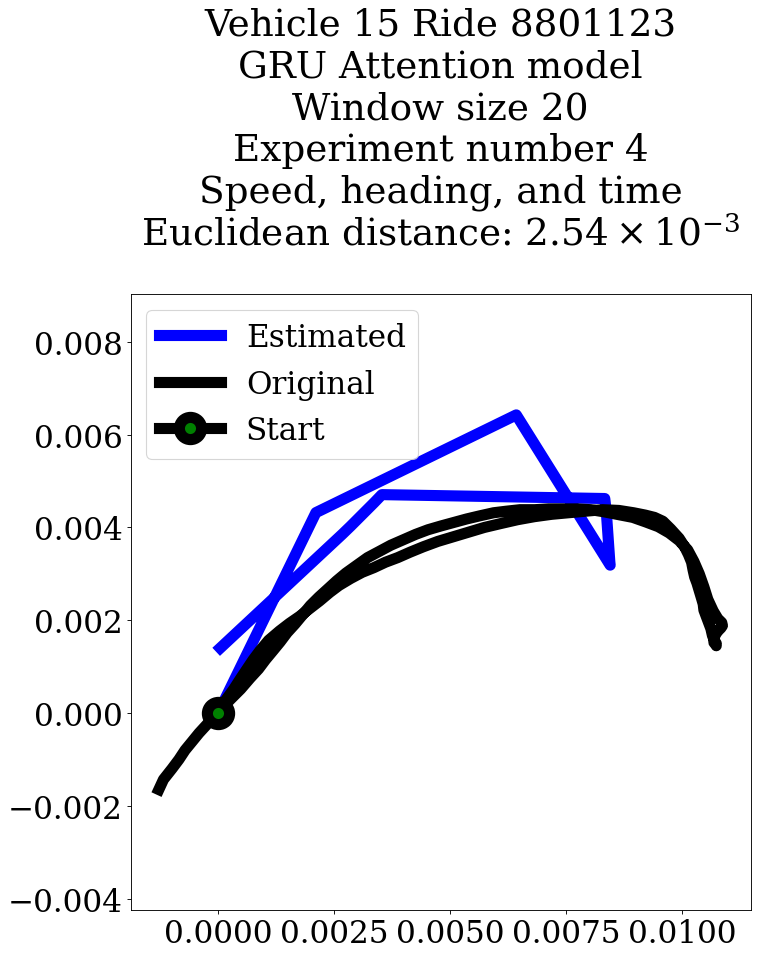 Vehicle 15 Ride 8801123
GRU Attention model
Window size 20
Experiment number 4
Speed, heading, and time
Euclidean distance: 2.54 × 10⁻³
Estimated
Original
Start
0.008
0.006
0.004
0.002
0.000
−0.002
−0.004
0.0000 0.0025 0.0050 0.0075 0.0100